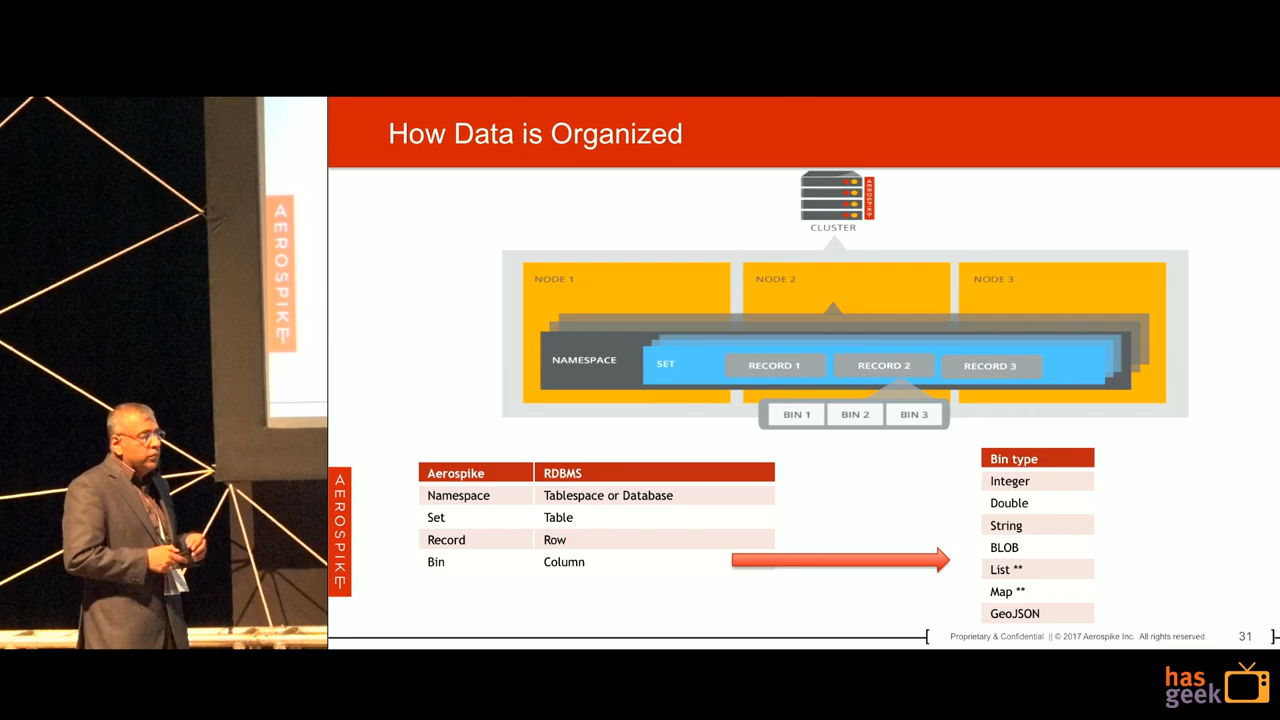 How Data is Organized
AEROSPIKE
AEROSPIKE
CLUSTER
NODE 1
NODE 2
NODE 3
NAMESPACE
SET
RECORD 1
RECORD 2
RECORD 3
BIN 1
BIN 2
BIN 3
Aerospike RDBMS
Namespace Tablespace or Database
Set Table
Record Row
Bin Column
Bin type
Integer
Double
String
BLOB
List **
Map **
GeoJSON
AEROSPIKE
Proprietary & Confidential || © 2017 Aerospike Inc. All rights reserved. 31
has
geek